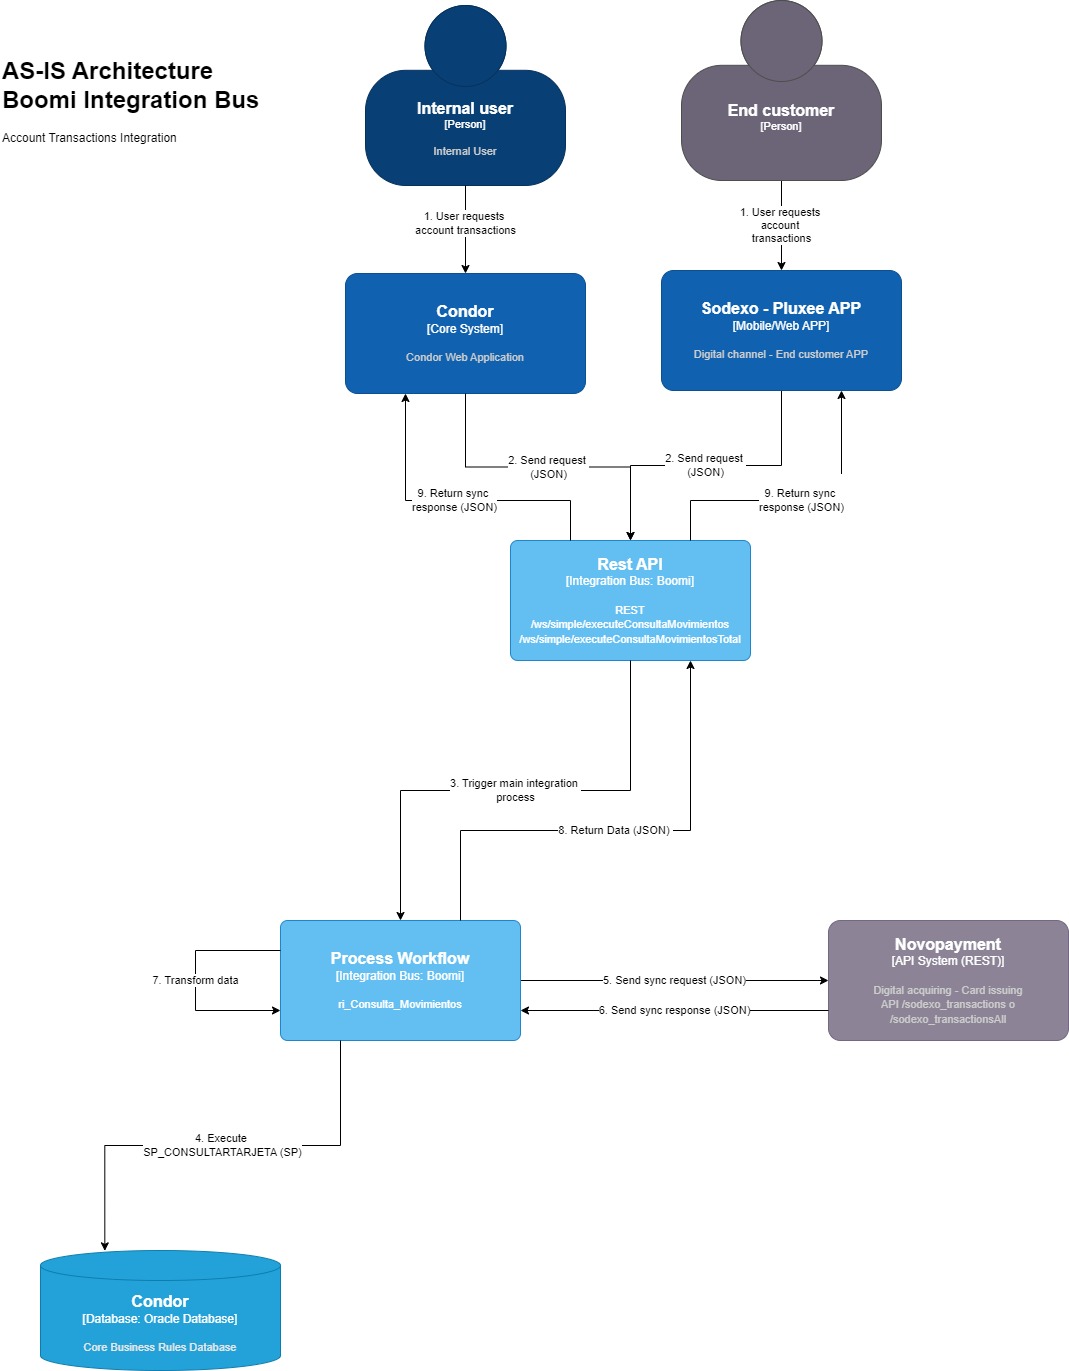 AS-IS Architecture
Boomi Integration Bus
Account Transactions Integration
Internal user
[Person]
Internal User
End customer
[Person]
1. User requests
account transactions
1. User requests
account
transactions
Condor
[Core System]
Condor Web Application
Sodexo - Pluxee APP
[Mobile/Web APP]
Digital channel - End customer APP
2. Send request
(JSON)
2. Send request
(JSON)
9. Return sync
response (JSON)
9. Return sync
response (JSON)
Rest API
[Integration Bus: Boomi]
REST
/ws/simple/executeConsultaMovimientos
/ws/simple/executeConsultaMovimientosTotal
3. Trigger main integration
process
8. Return Data (JSON)
Process Workflow
[Integration Bus: Boomi]
ri_Consulta_Movimientos
7. Transform data
5. Send sync request (JSON)
6. Send sync response (JSON)
Novopayment
[API System (REST)]
Digital acquiring - Card issuing
API /sodexo_transactions o
/sodexo_transactionsAll
4. Execute
SP_CONSULTARTARJETA (SP)
Condor
[Database: Oracle Database]
Core Business Rules Database